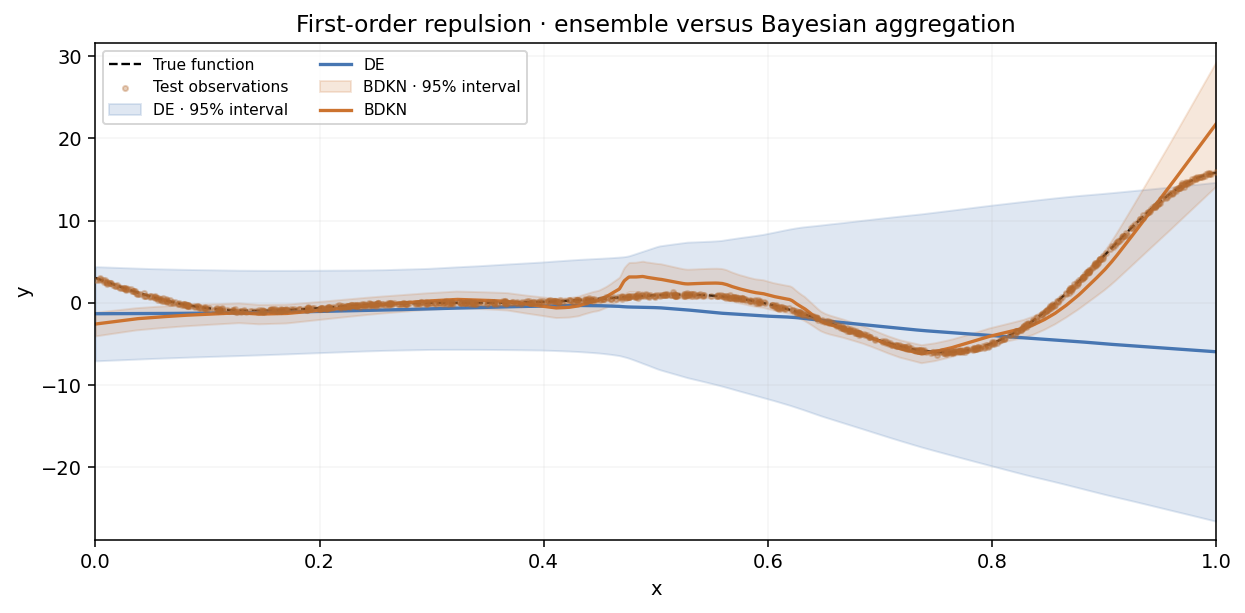 First-order repulsion · ensemble versus Bayesian aggregation
True function
Test observations
DE · 95% interval
DE
BDKN · 95% interval
BDKN
30
20
10
0
−10
−20
y
0.0 0.2 0.4 0.6 0.8 1.0
x